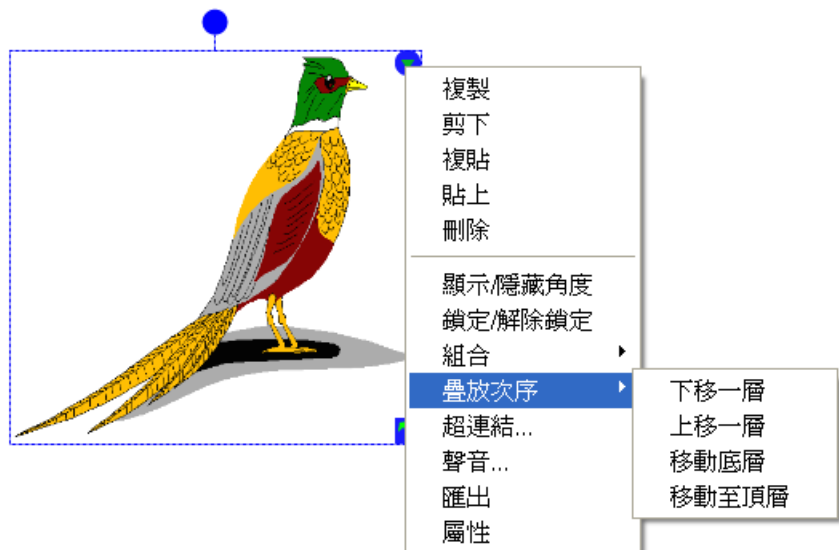 複製
剪下
複貼
貼上
刪除
顯示/隱藏角度
鎖定/解除鎖定
組合
疊放次序
超連結...
聲音...
匯出
屬性
下移一層
上移一層
移動底層
移動至頂層